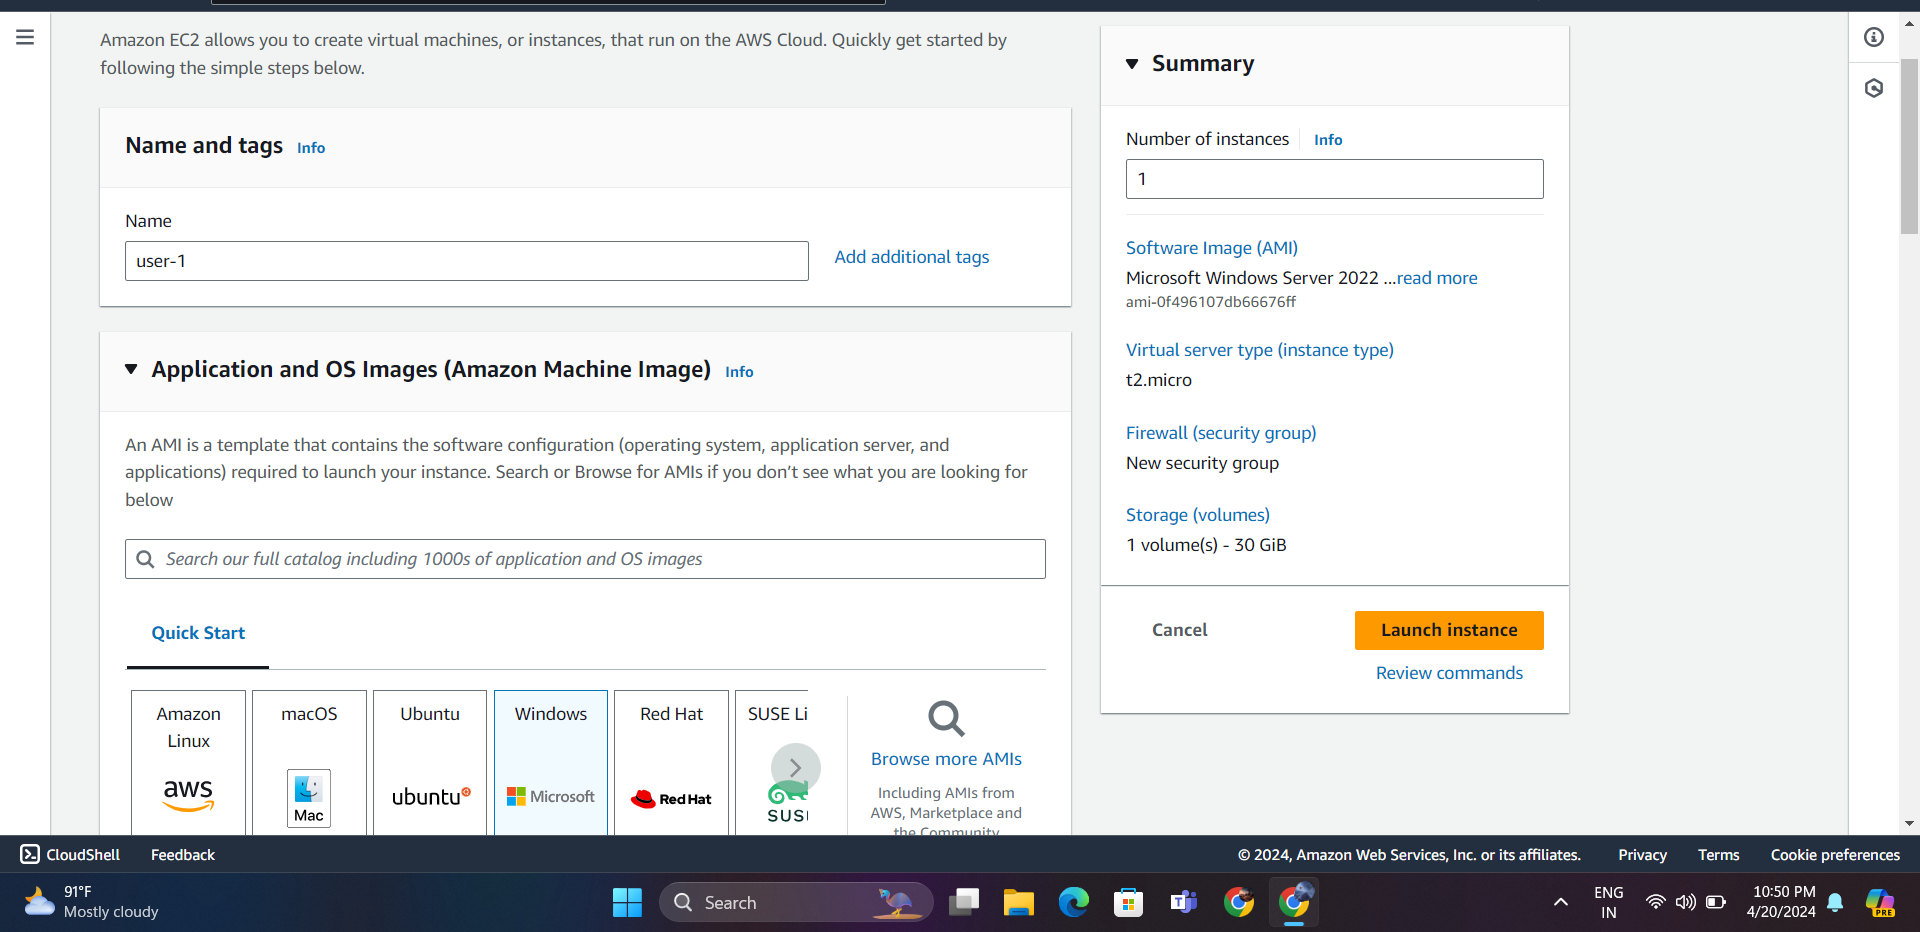 Amazon EC2 allows you to create virtual machines, or instances, that run on the AWS Cloud. Quickly get started by
following the simple steps below.
Name and tags Info
Name
user-1
Add additional tags
Application and OS Images (Amazon Machine Image) Info
An AMI is a template that contains the software configuration (operating system, application server, and
applications) required to launch your instance. Search or Browse for AMIs if you don’t see what you are looking for
below
Search our full catalog including 1000s of application and OS images
Quick Start
Amazon
Linux
aws
macOS
Mac
Ubuntu
ubuntu
Windows
Microsoft
Red Hat
Red Hat
SUSE Li
SUS
Browse more AMIs
Including AMIs from
AWS, Marketplace and
the Community
Summary
Number of instances Info
1
Software Image (AMI)
Microsoft Windows Server 2022 ...read more
ami-0f496107db66676ff
Virtual server type (instance type)
t2.micro
Firewall (security group)
New security group
Storage (volumes)
1 volume(s) - 30 GiB
Cancel
Launch instance
Review commands
CloudShell Feedback
© 2024, Amazon Web Services, Inc. or its affiliates. Privacy Terms Cookie preferences
91°F
Mostly cloudy
Search
ENG
IN
10:50 PM
4/20/2024
PRE